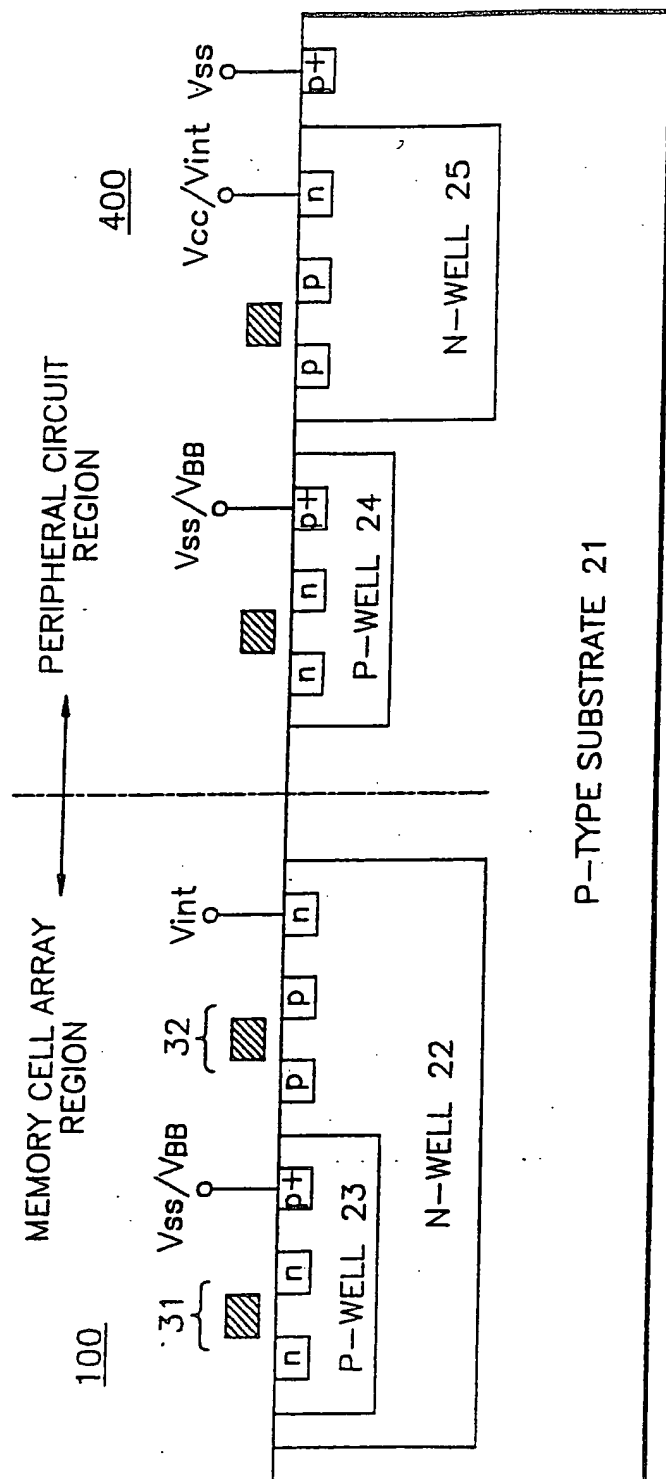 MEMORY CELL ARRAY
REGION
PERIPHERAL CIRCUIT
REGION
100
400
31
Vss/VBB
32
Vint
Vss/VBB
Vcc/Vint
Vss
n
n
p+
p
p
n
n
n
p+
p
p
n
p+
P-WELL 23
N-WELL 22
P-WELL 24
N-WELL 25
P-TYPE SUBSTRATE 21